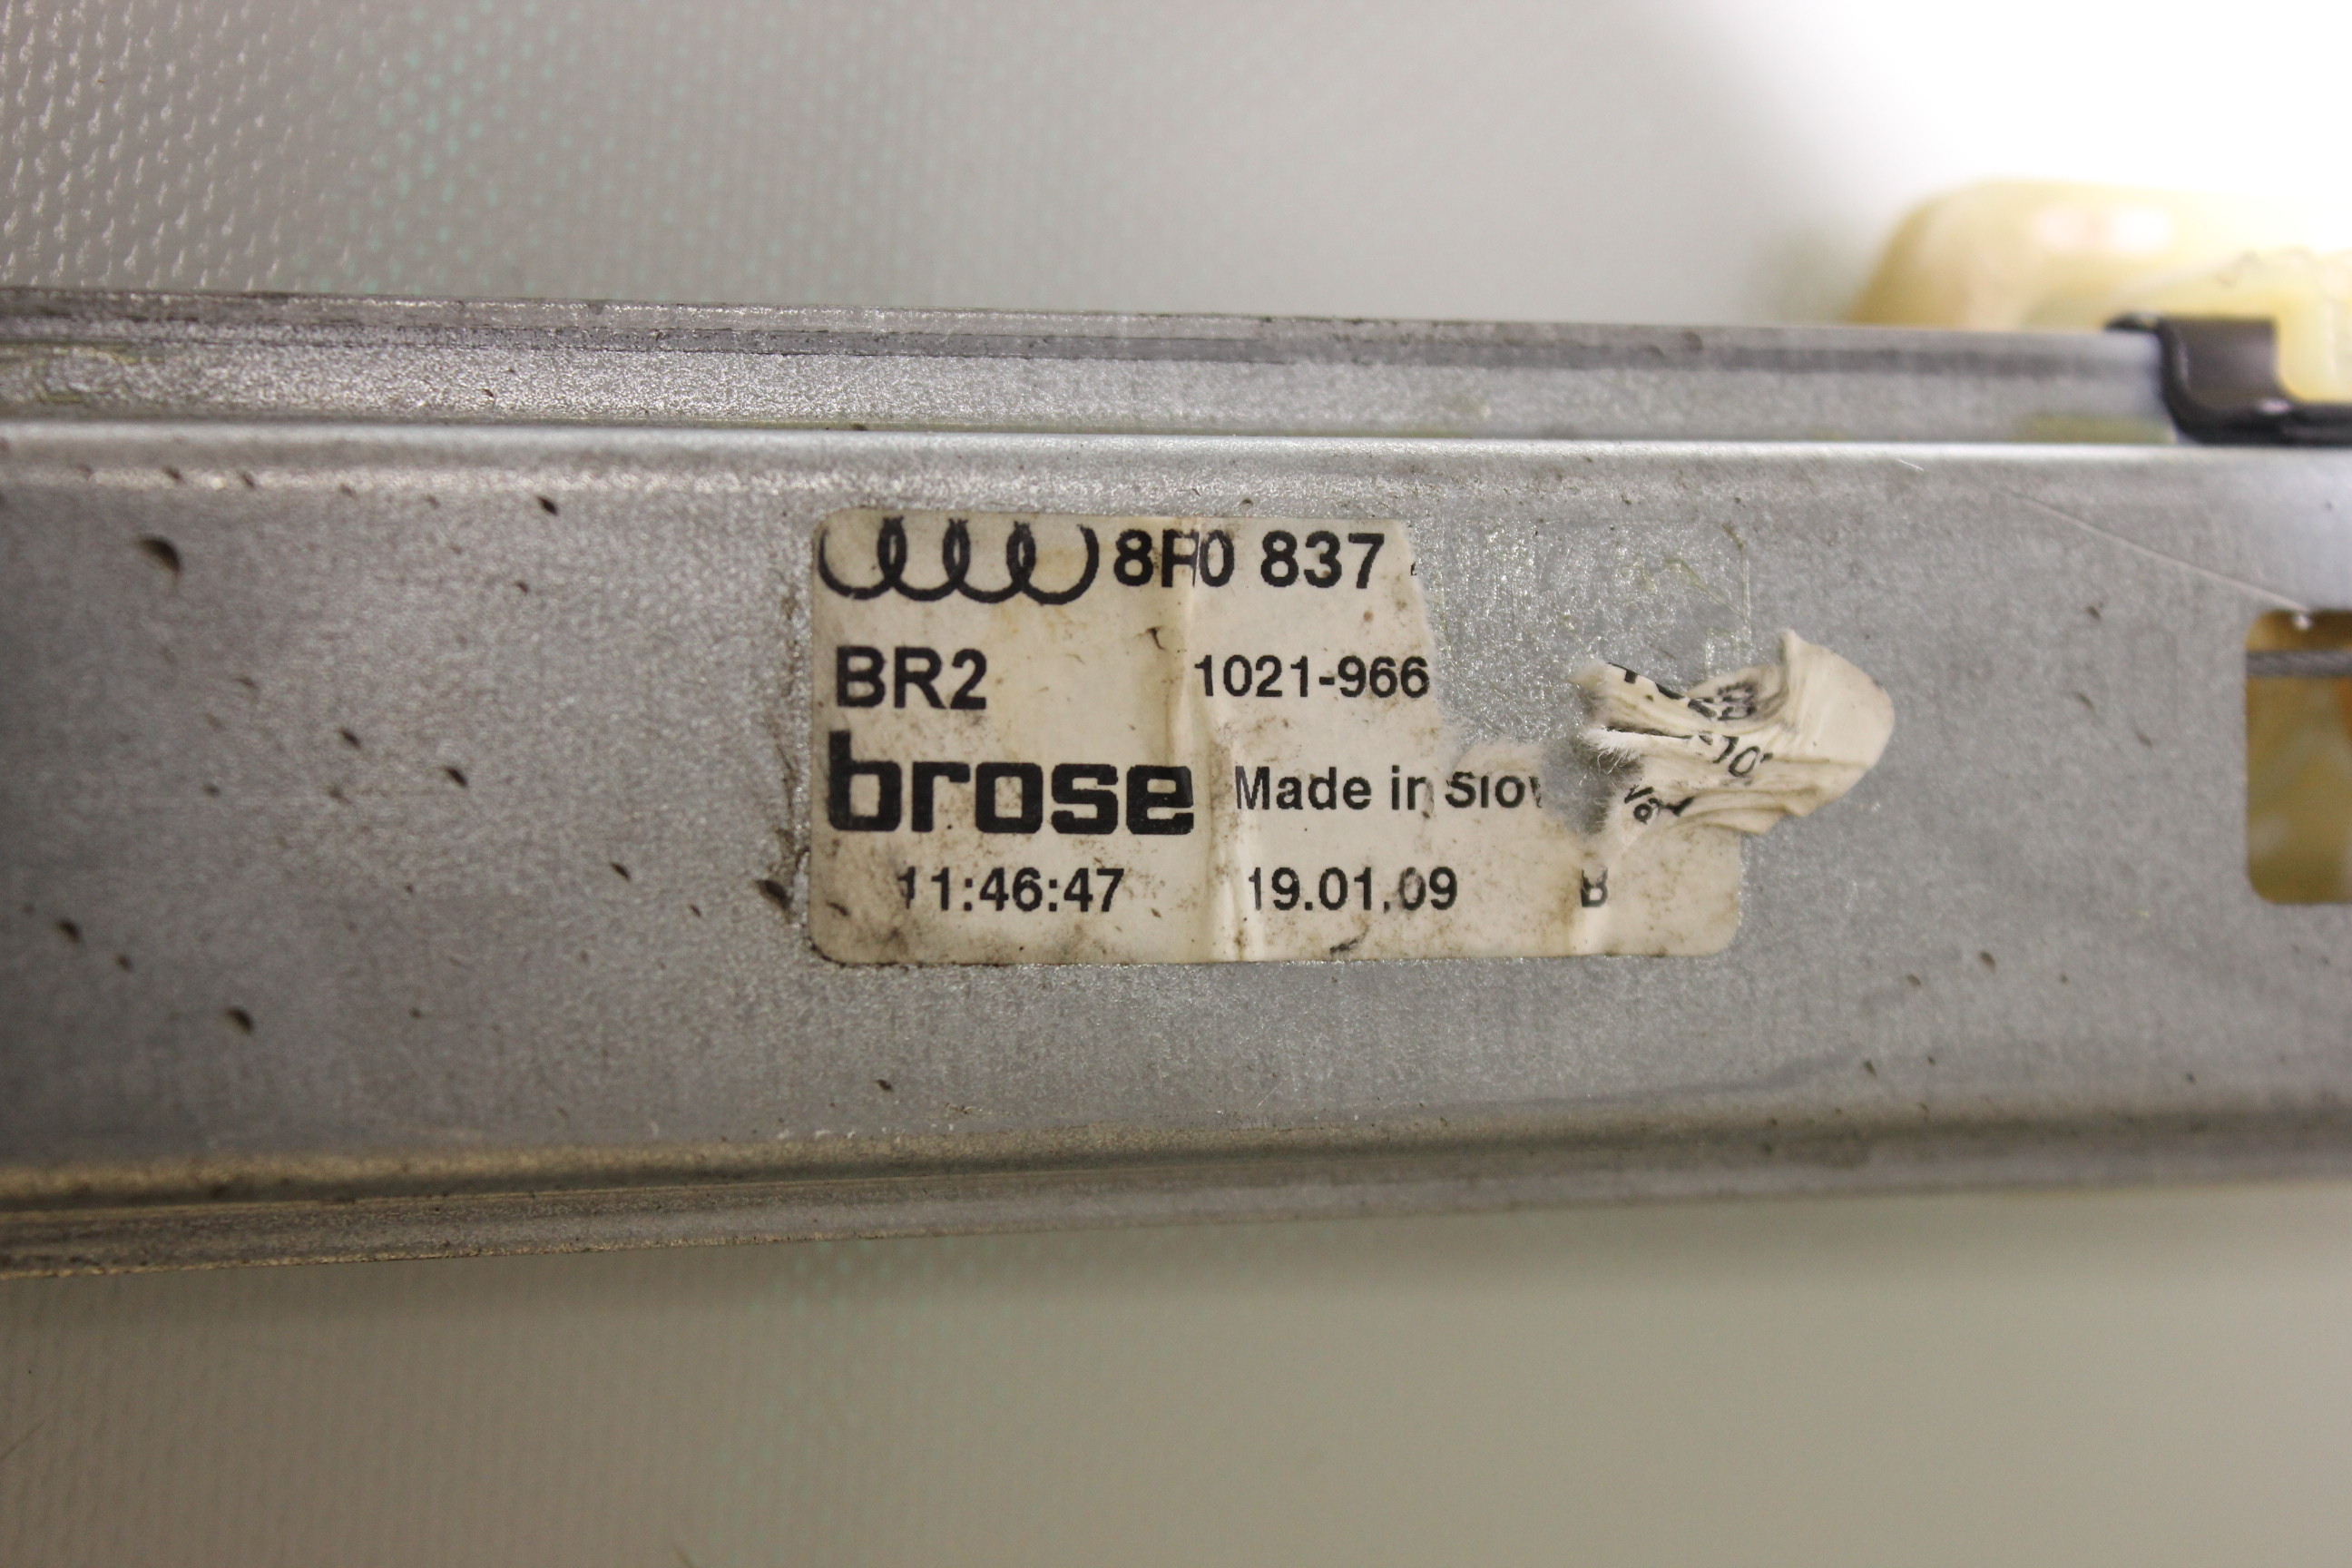 8R0 837
BR2 1021-966
brose Made in Slov
11:46:47 19.01.09 B